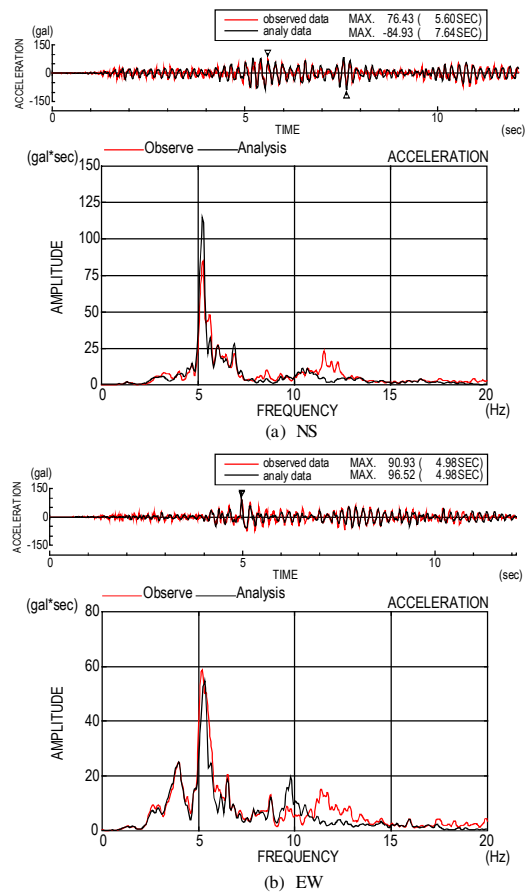 observed data MAX. 76.43 ( 5.60SEC)
analy data MAX. -84.93 ( 7.64SEC)
(gal)
150
0
-150
ACCELERATION
0 5 10
TIME (sec)
(gal*sec) Observe Analysis ACCELERATION
150
125
100
75
50
25
0
AMPLITUDE
0 5 10 15 20
FREQUENCY (Hz)
(a) NS
observed data MAX. 90.93 ( 4.98SEC)
analy data MAX. 96.52 ( 4.98SEC)
(gal)
150
0
-150
ACCELERATION
0 5 10
TIME (sec)
(gal*sec) Observe Analysis ACCELERATION
80
60
40
20
0
AMPLITUDE
0 5 10 15 20
FREQUENCY (Hz)
(b) EW